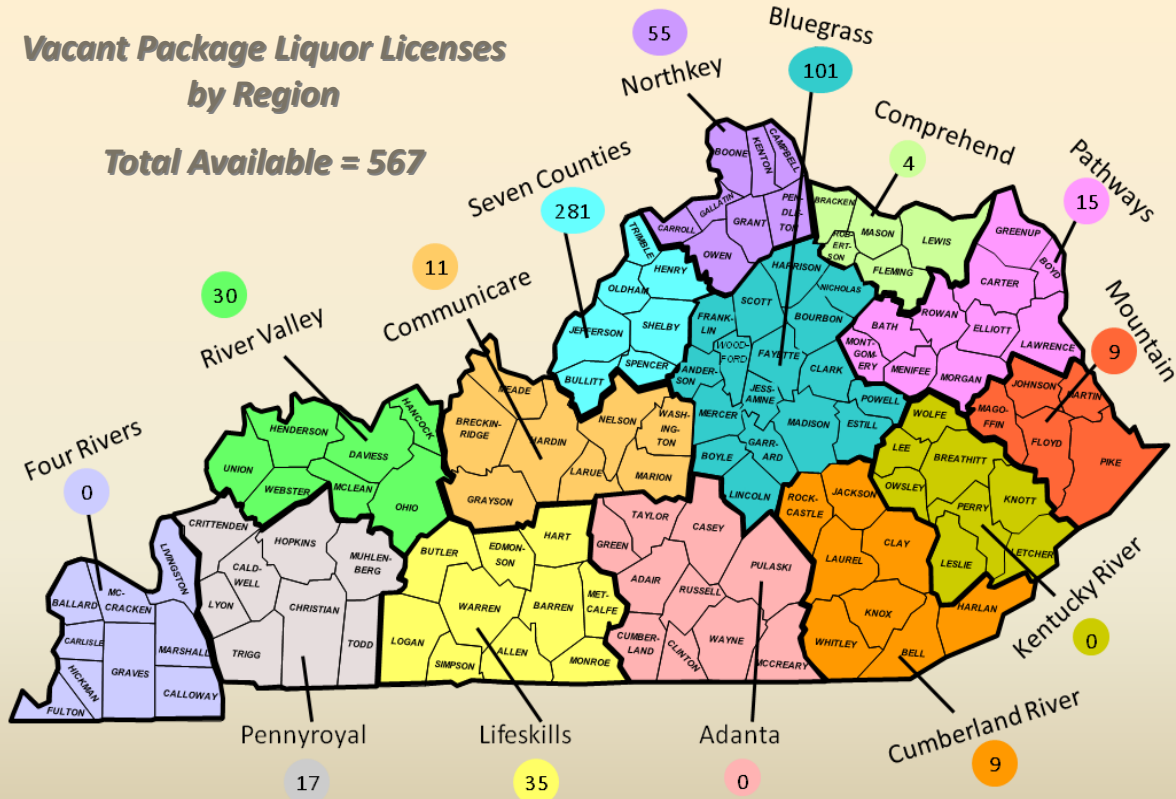 Vacant Package Liquor Licenses
by Region
Total Available = 567
55
Northkey
Bluegrass
101
Comprehend
4
Pathways
15
Mountain
9
Seven Counties
281
Communicare
11
River Valley
30
Four Rivers
0
Pennyroyal
17
Lifeskills
35
Adanta
0
Cumberland River
9
Kentucky River
0
BOONE
KENTON
CAMPBELL
GALLATIN
CARROLL
GRANT
PEN-
DLE-
TON
OWEN
BRACKEN
MASON
ROB-
ERT-
SON
LEWIS
FLEMING
GREENUP
BOYD
CARTER
ROWAN
ELLIOTT
LAWRENCE
BATH
MONT-
GOM-
ERY
MENIFEE
MORGAN
TRIMBLE
HENRY
OLDHAM
JEFFERSON
SHELBY
SPENCER
BULLITT
HARRISON
NICHOLAS
SCOTT
BOURBON
FRANK-
LIN
WOOD-
FORD
FAYETTE
CLARK
ANDER-
SON
JESS-
AMINE
POWELL
MERCER
MADISON
ESTILL
BOYLE
GARR-
ARD
LINCOLN
JOHNSON
MARTIN
MAGO-
FFIN
FLOYD
PIKE
WOLFE
LEE
BREATHITT
OWSLEY
PERRY
KNOTT
LESLIE
LETCHER
MEADE
BRECKIN-
RIDGE
HARDIN
NELSON
WASH-
ING-
TON
LARUE
MARION
GRAYSON
HANCOCK
HENDERSON
DAVIESS
UNION
WEBSTER
MCLEAN
OHIO
CRITTENDEN
HOPKINS
MUHLEN-
BERG
CALD-
WELL
LYON
CHRISTIAN
TRIGG
TODD
LIVINGSTON
BALLARD
MC-
CRACKEN
CARLISLE
GRAVES
MARSHALL
HICKMAN
FULTON
CALLOWAY
BUTLER
EDMON-
SON
HART
WARREN
BARREN
MET-
CALFE
LOGAN
SIMPSON
ALLEN
MONROE
TAYLOR
CASEY
GREEN
PULASKI
ADAIR
RUSSELL
CUMBER-
LAND
CLINTON
WAYNE
MCCREARY
ROCK-
CASTLE
JACKSON
LAUREL
CLAY
KNOX
WHITLEY
BELL
HARLAN